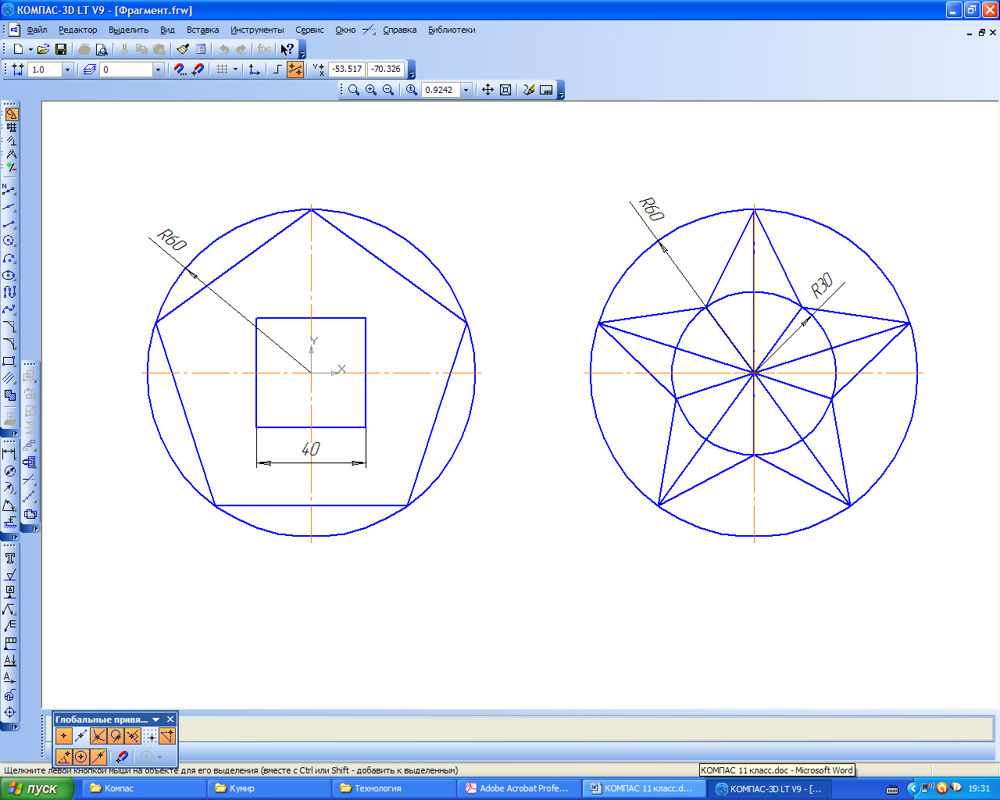 КОМПАС-3D LT V9 - [Фрагмент.frw]
Файл Редактор Выделить Вид Вставка Инструменты Сервис Окно Справка Библиотеки
f(x)
1.0 0 -53.517 -70.326
0.9242
R60
R60
R30
Y
X
40
Глобальные привя...
Щелкните левой кнопкой мыши на объекте для его выделения (вместе с Ctrl или Shift - добавить к выделенным)
КОМПАС 11 класс.doc - Microsoft Word
пуск Компас Кумир Технология Adobe Acrobat Profe... КОМПАС 11 класс.d... КОМПАС-3D LT V9 - [... 19:31